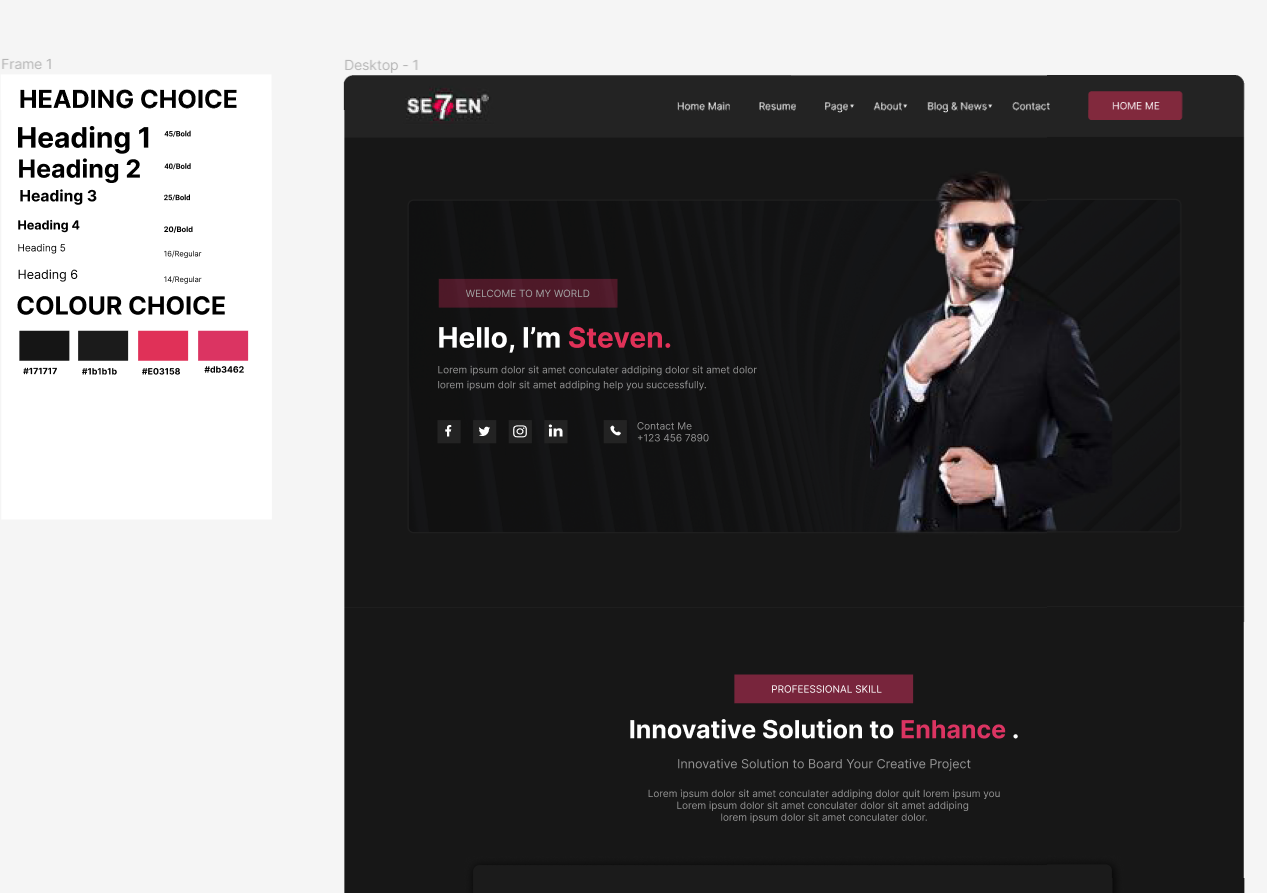 Frame 1
HEADING CHOICE
Heading 1 45/Bold
Heading 2 40/Bold
Heading 3 25/Bold
Heading 4 20/Bold
Heading 5 16/Regular
Heading 6 14/Regular
COLOUR CHOICE
#171717 #1b1b1b #E03158 #db3462
Desktop - 1
SE7EN®
Home Main Resume Page About Blog & News Contact HOME ME
WELCOME TO MY WORLD
Hello, I'm Steven.
Lorem ipsum dolor sit amet conculater addiping dolor sit amet dolor
lorem ipsum dolr sit amet addiping help you successfully.
Contact Me
+123 456 7890
PROFEESSIONAL SKILL
Innovative Solution to Enhance .
Innovative Solution to Board Your Creative Project
Lorem ipsum dolor sit amet conculater addiping dolor quit lorem ipsum you
Lorem ipsum dolor sit amet conculater dolor sit amet addiping
lorem ipsum dolor sit amet conculater dolor.